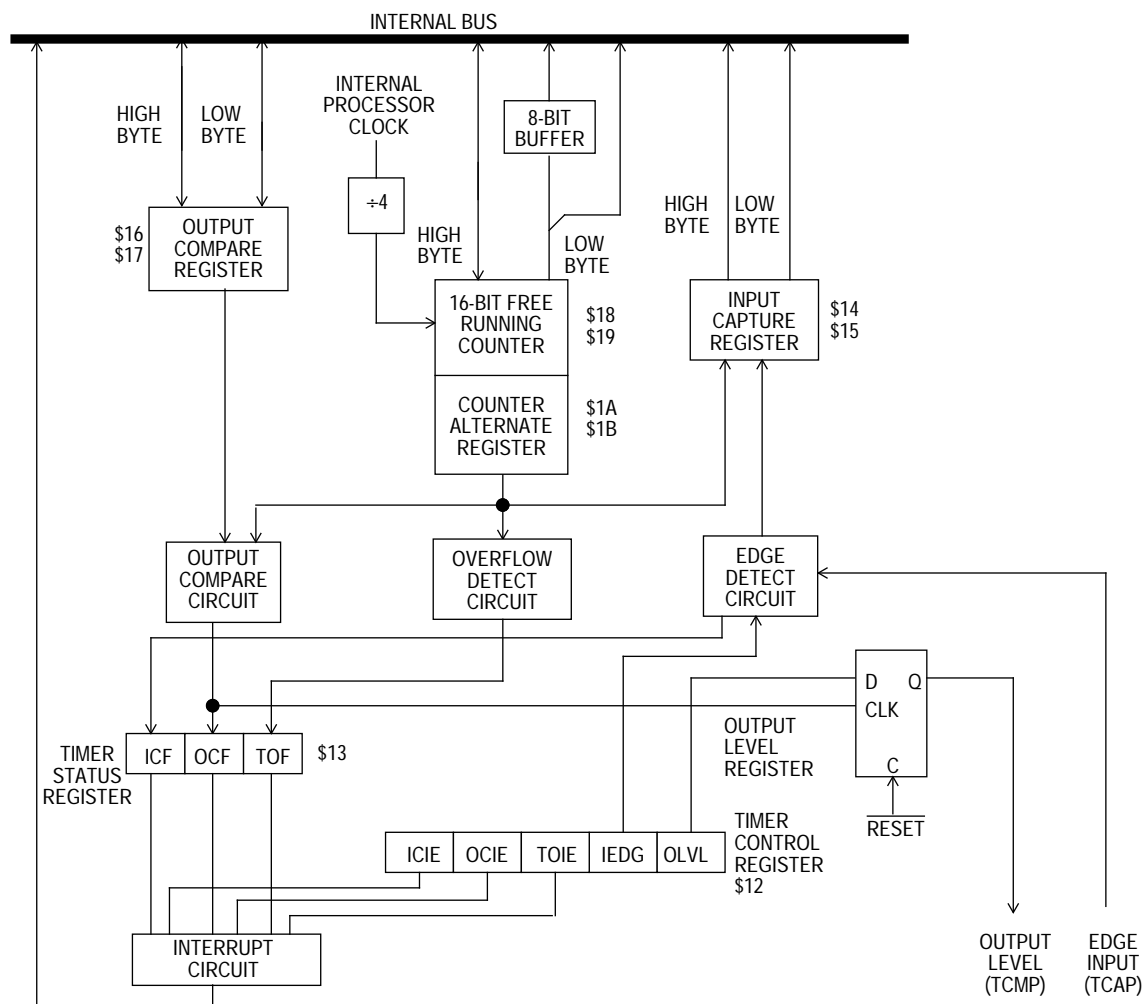 INTERNAL BUS
HIGH
BYTE
LOW
BYTE
INTERNAL
PROCESSOR
CLOCK
8-BIT
BUFFER
÷4
$16
$17
OUTPUT
COMPARE
REGISTER
HIGH
BYTE
LOW
BYTE
HIGH
BYTE
LOW
BYTE
16-BIT FREE
RUNNING
COUNTER
$18
$19
INPUT
CAPTURE
REGISTER
$14
$15
COUNTER
ALTERNATE
REGISTER
$1A
$1B
OUTPUT
COMPARE
CIRCUIT
OVERFLOW
DETECT
CIRCUIT
EDGE
DETECT
CIRCUIT
D Q
CLK
C
OUTPUT
LEVEL
REGISTER
RESET
TIMER
STATUS
REGISTER
ICF OCF TOF
$13
ICIE OCIE TOIE IEDG OLVL
TIMER
CONTROL
REGISTER
$12
INTERRUPT
CIRCUIT
OUTPUT
LEVEL
(TCMP)
EDGE
INPUT
(TCAP)